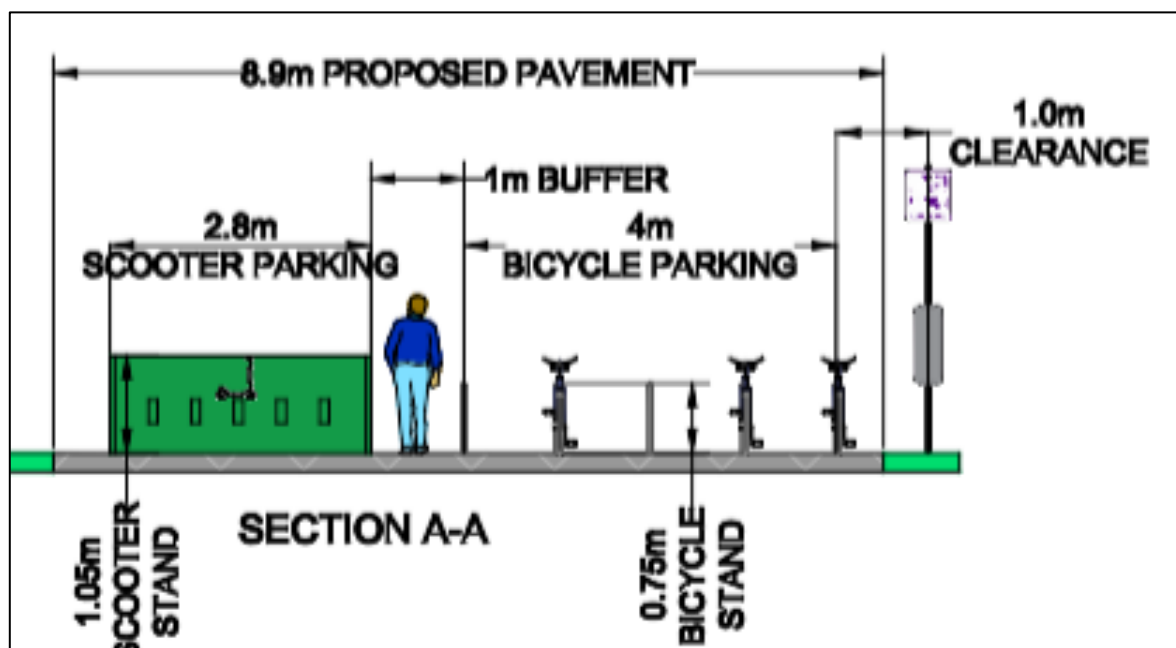 8.9m PROPOSED PAVEMENT
1.0m
CLEARANCE
1m BUFFER
2.8m
SCOOTER PARKING
4m
BICYCLE PARKING
SECTION A-A
1.05m
SCOOTER
STAND
0.75m
BICYCLE
STAND